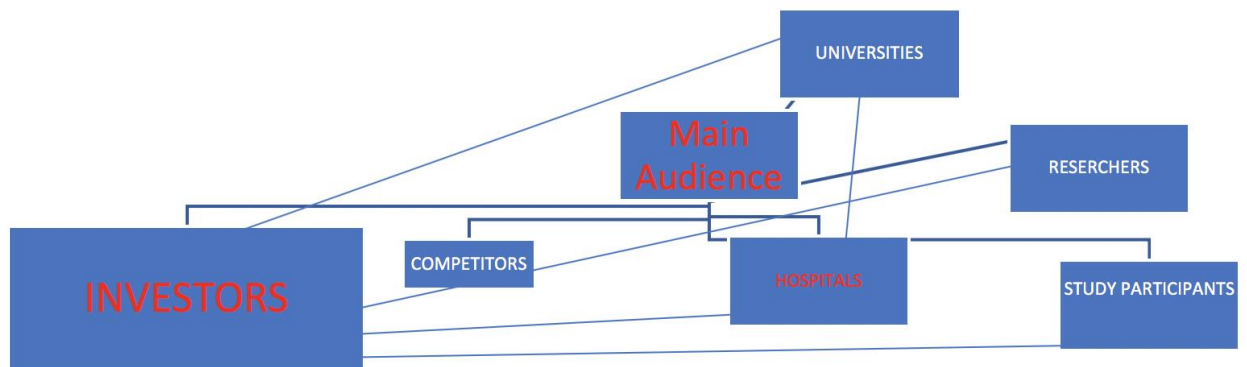 UNIVERSITIES
Main
Audience
RESERCHERS
COMPETITORS
INVESTORS
HOSPITALS
STUDY PARTICIPANTS